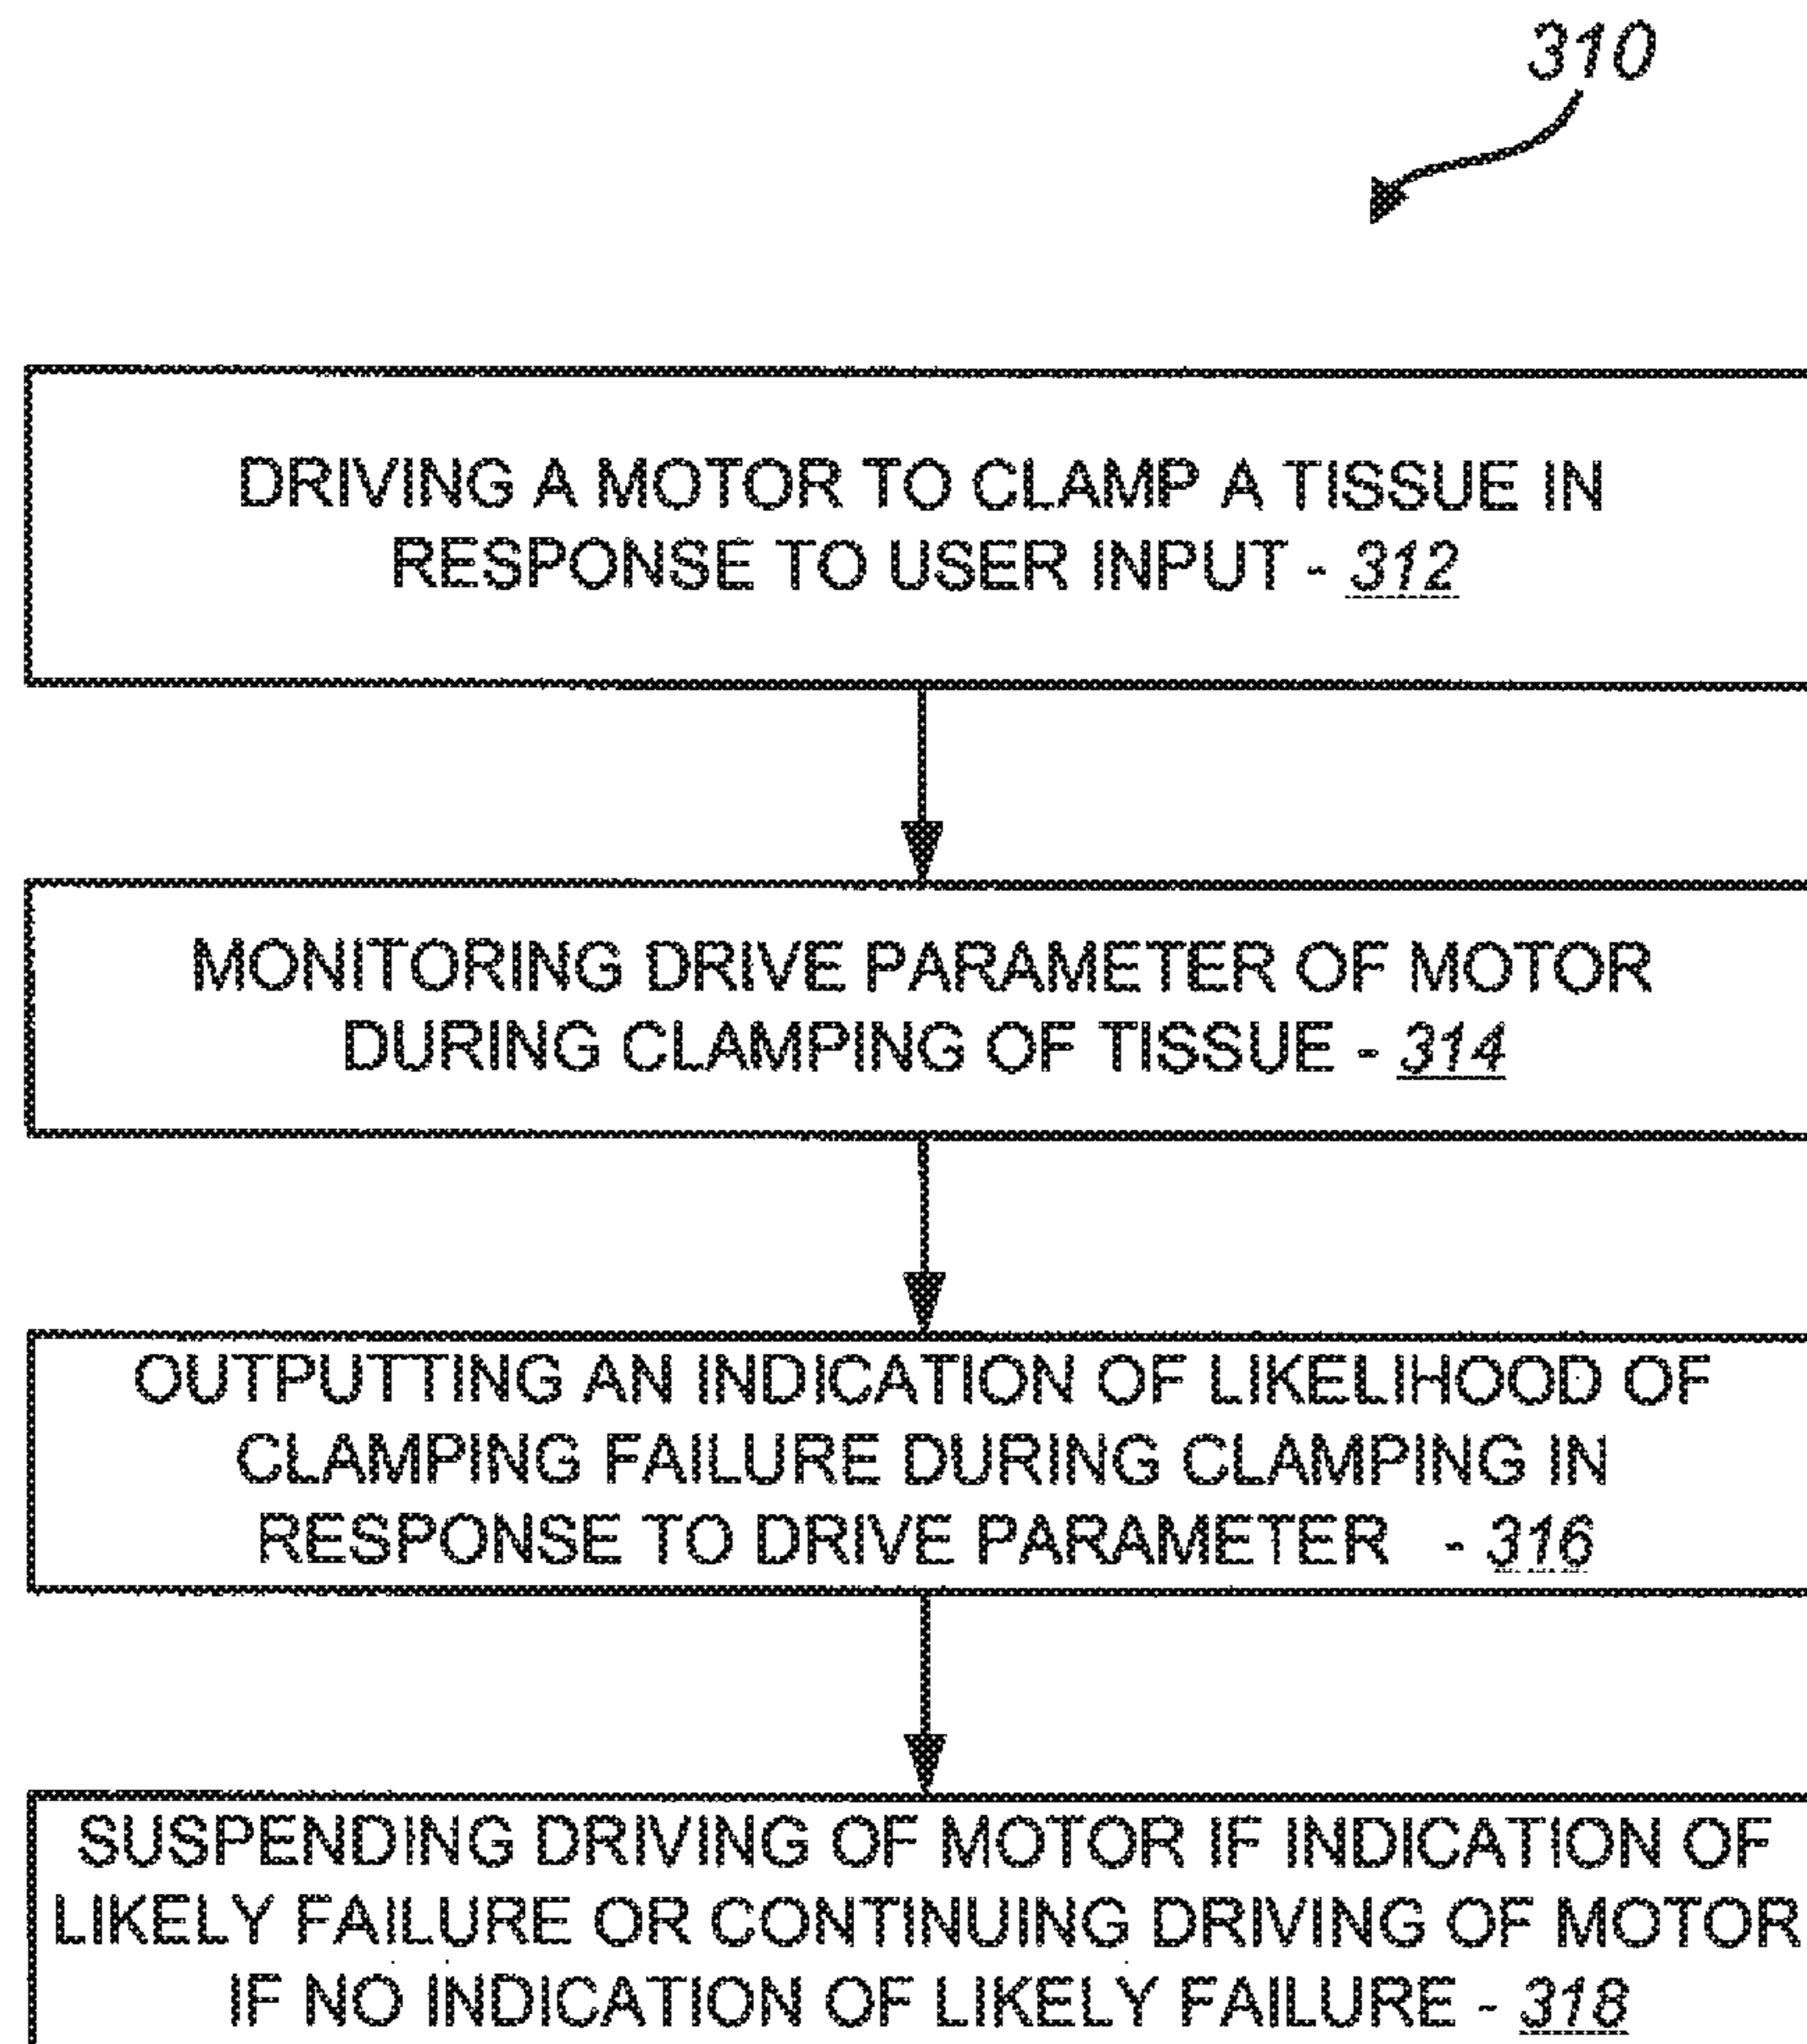 310
DRIVING A MOTOR TO CLAMP A TISSUE IN
RESPONSE TO USER INPUT - 312
MONITORING DRIVE PARAMETER OF MOTOR
DURING CLAMPING OF TISSUE - 314
OUTPUTTING AN INDICATION OF LIKELIHOOD OF
CLAMPING FAILURE DURING CLAMPING IN
RESPONSE TO DRIVE PARAMETER - 316
SUSPENDING DRIVING OF MOTOR IF INDICATION OF
LIKELY FAILURE OR CONTINUING DRIVING OF MOTOR
IF NO INDICATION OF LIKELY FAILURE - 318